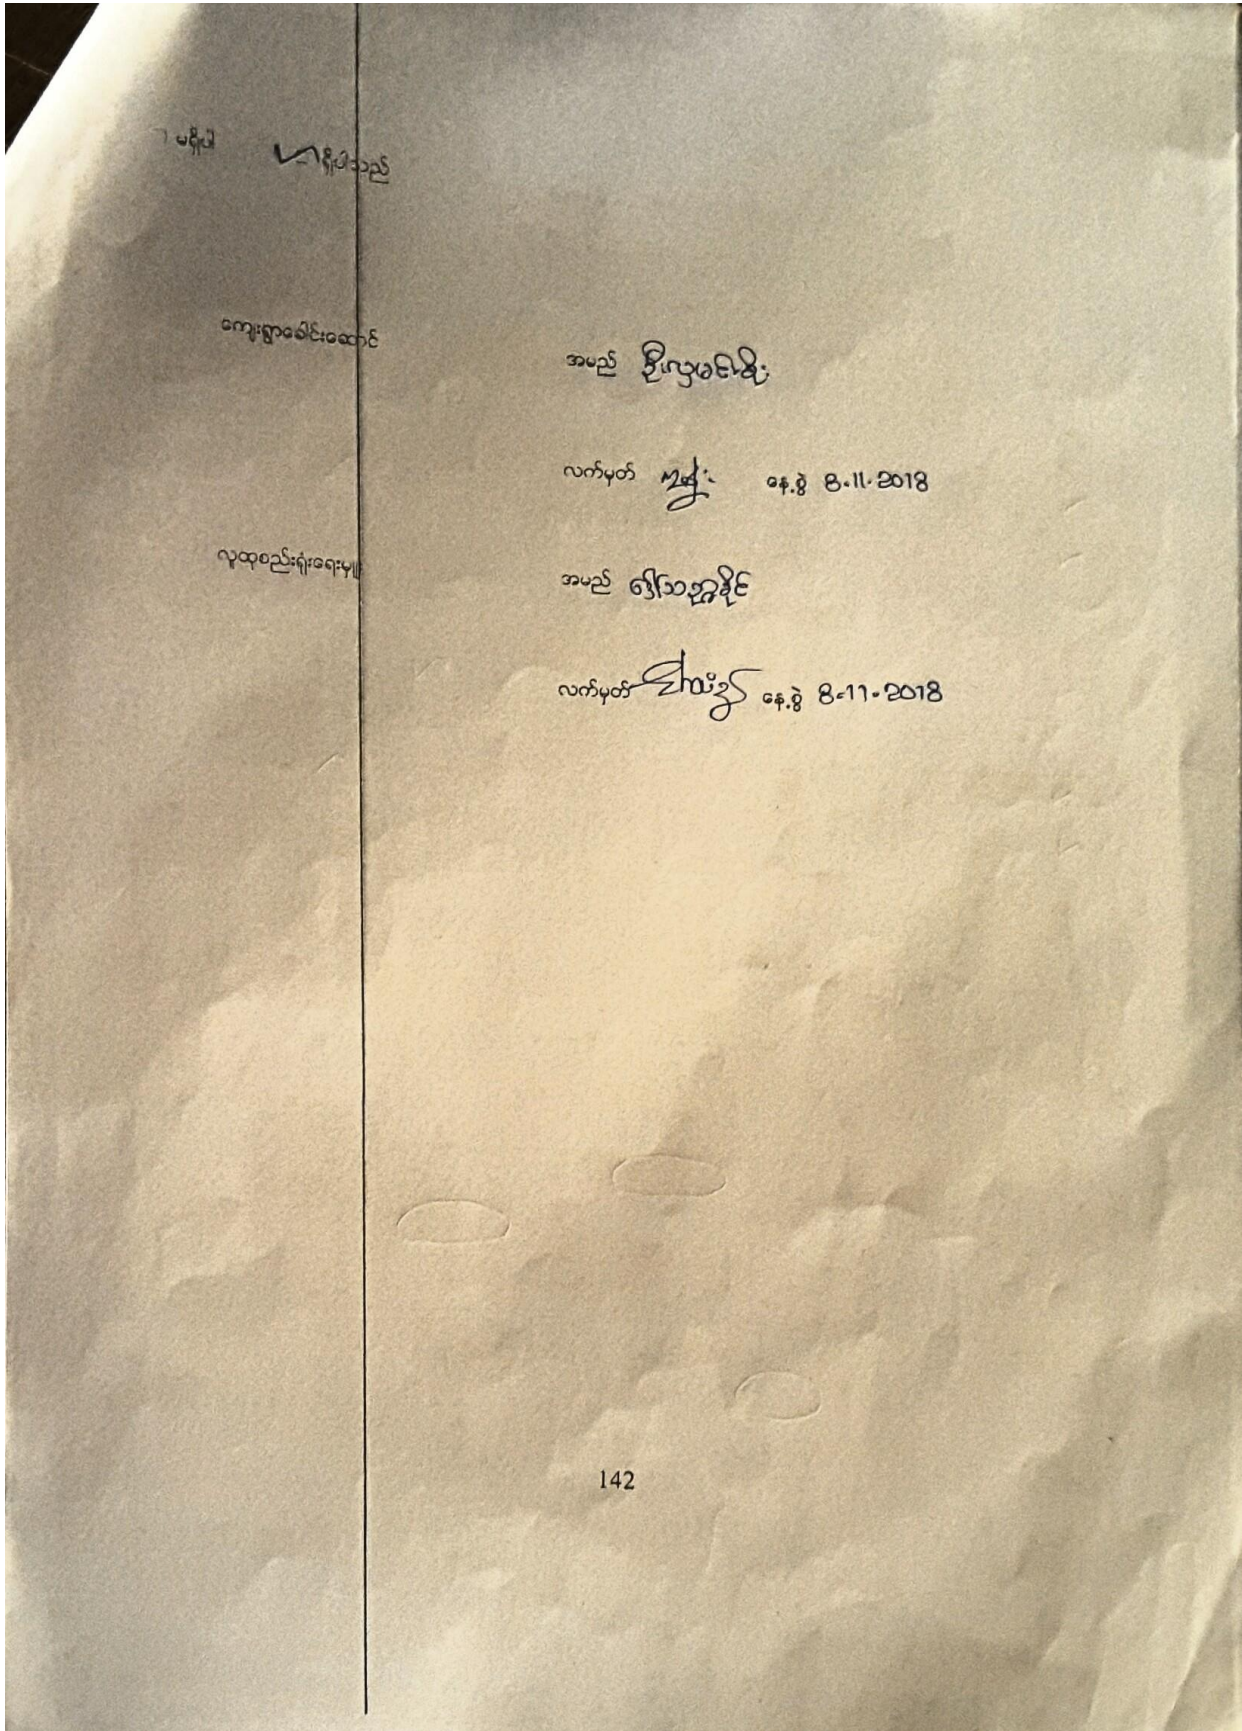 မရှိပါ ရှိပါသည်
ကျေးရွာခေါင်းဆောင်
အမည် ဦးလှမင်းစိုး
လက်မှတ် နေ့စွဲ 8.11.2018
လူထုစည်းရုံးရေးမှူး
အမည် ဒေါ်သဉ္ဇာခိုင်
လက်မှတ် နေ့စွဲ 8.11.2018
142